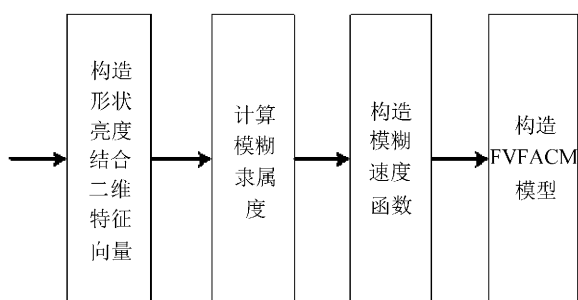 构造
形状
亮度
结合
二维
特征
向量
计算
模糊
隶属
度
构造
模糊
速度
函数
构造
FVFACM
模型